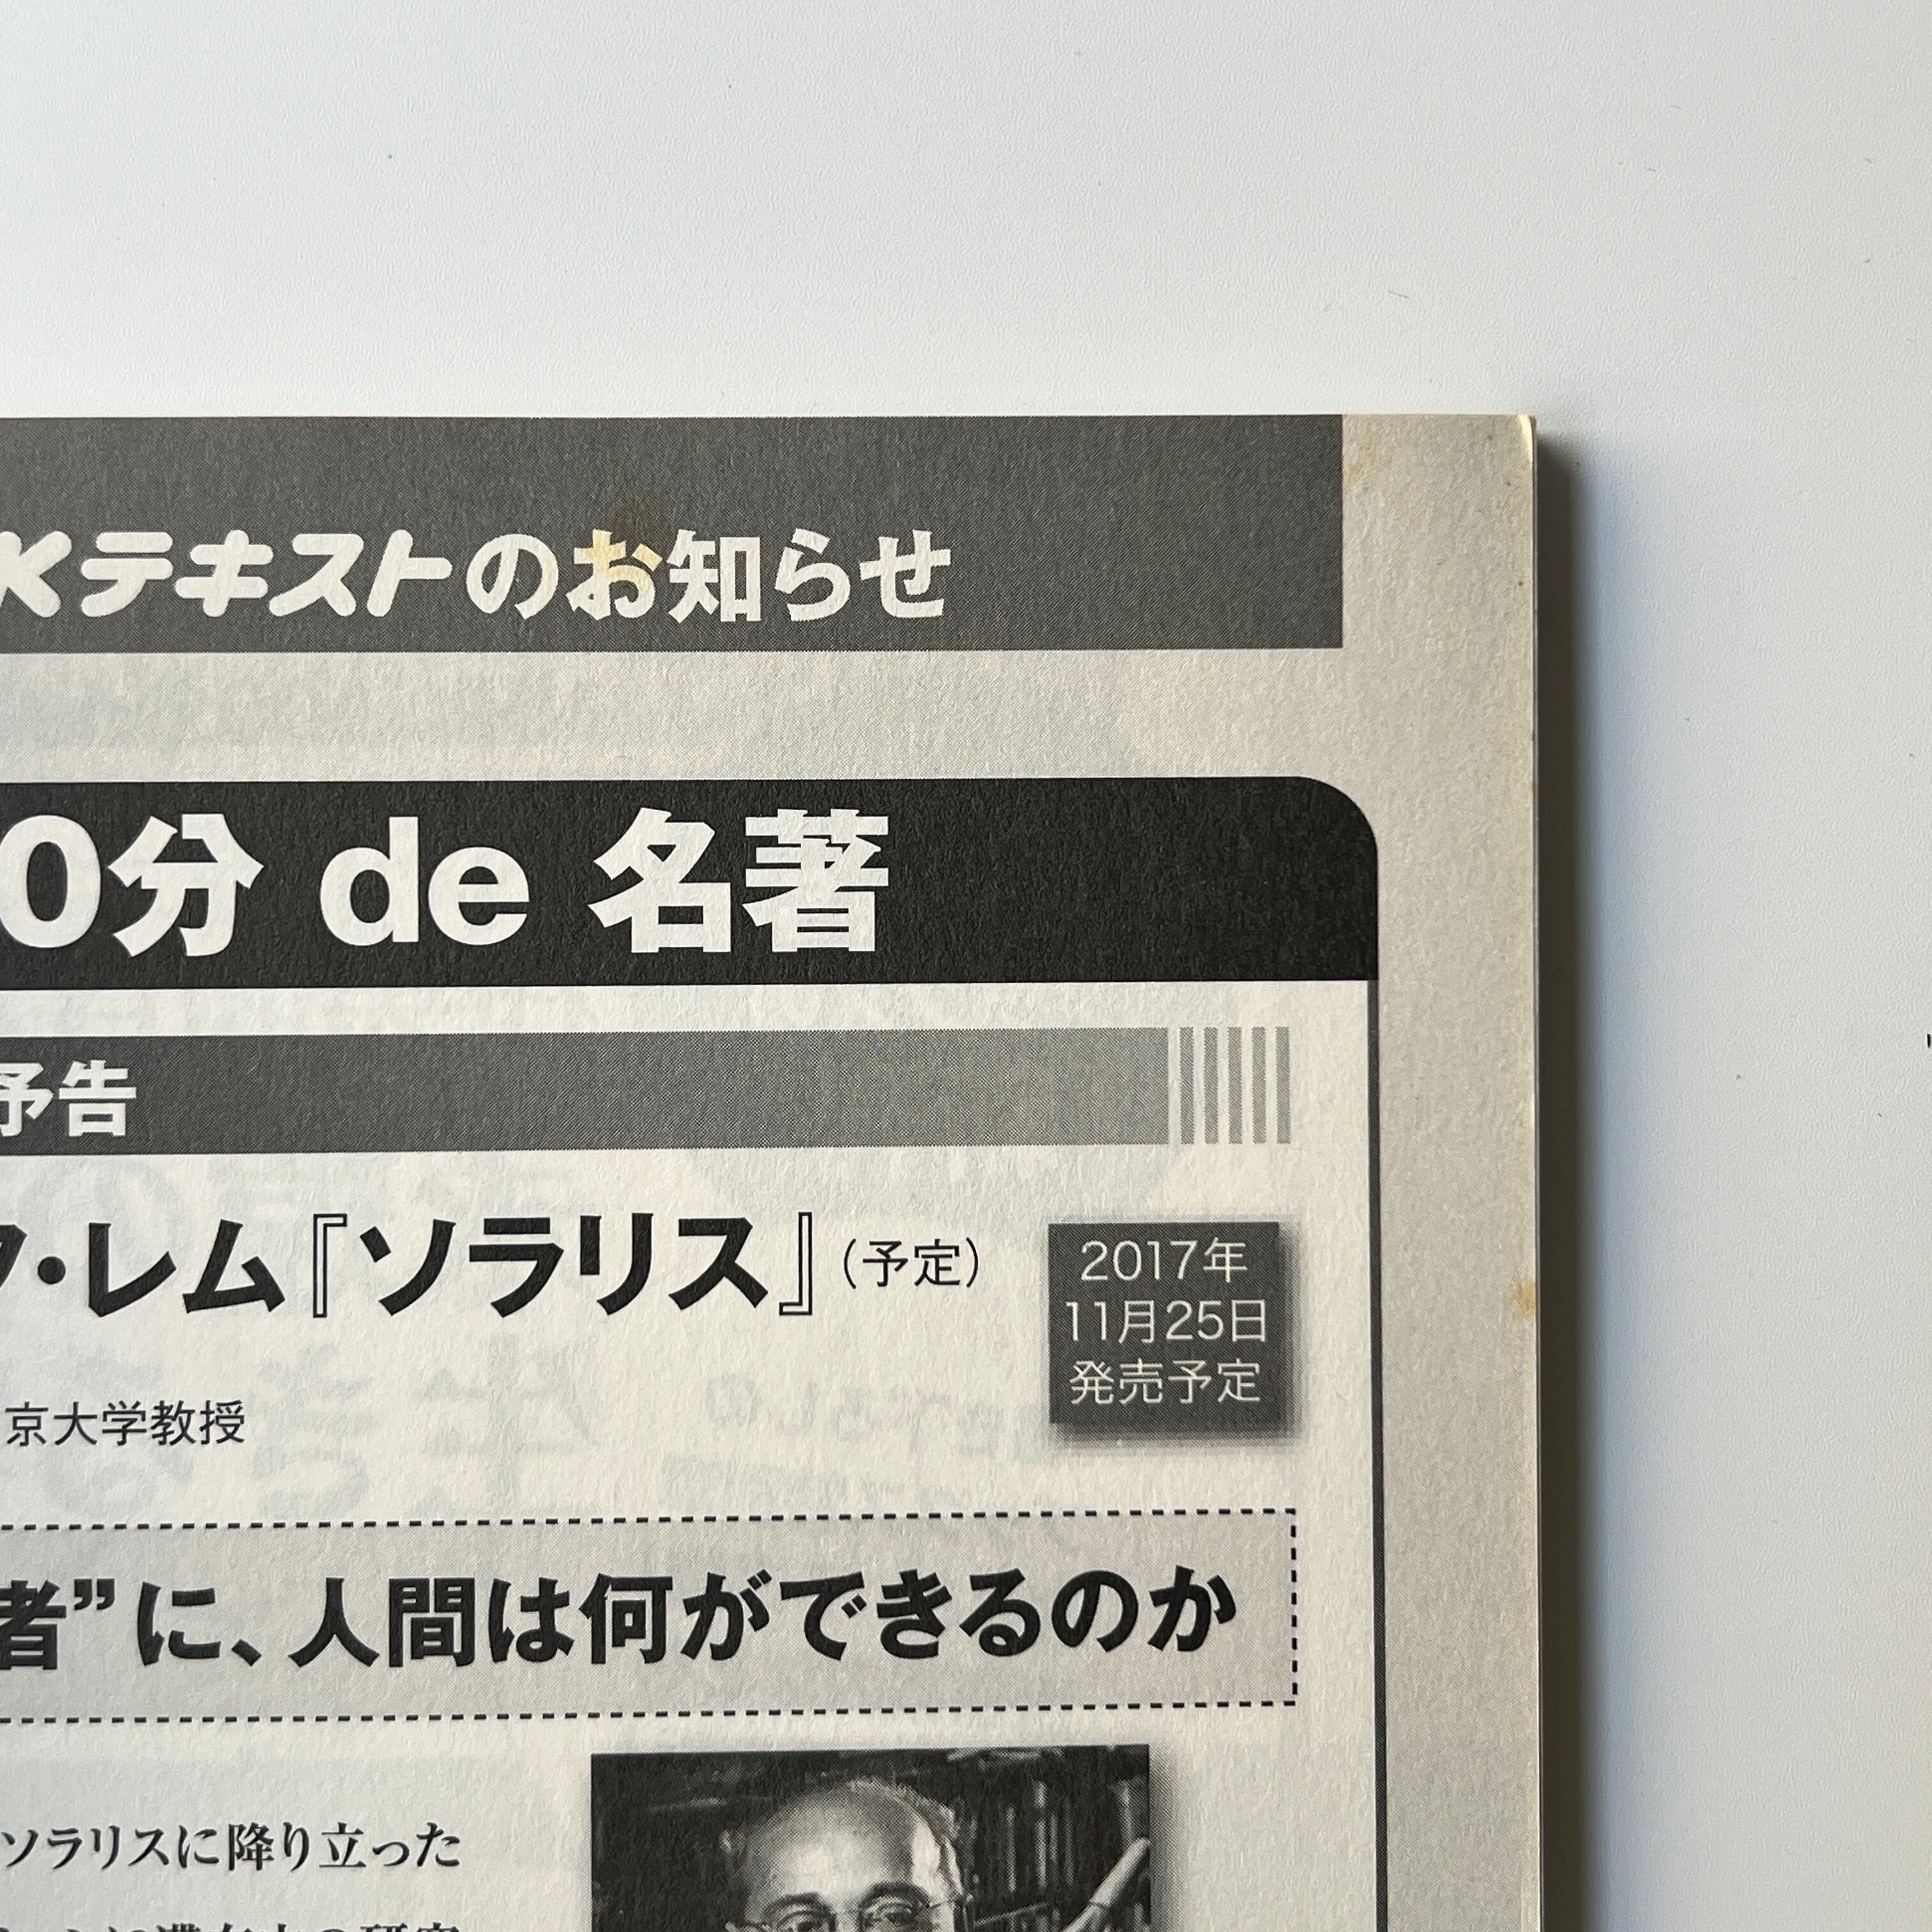 Kテキストのお知らせ
0分 de 名著
予告
ク・レム『ソラリス』(予定)
2017年
11月25日
発売予定
京大学教授
者”に、人間は何ができるのか
ソラリスに降り立った